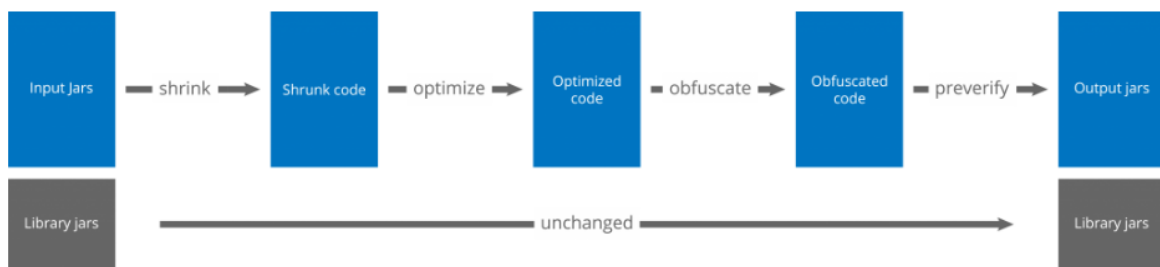 Input Jars
shrink
Shrunk code
optimize
Optimized
code
obfuscate
Obfuscated
code
preverify
Output jars
Library jars
unchanged
Library jars